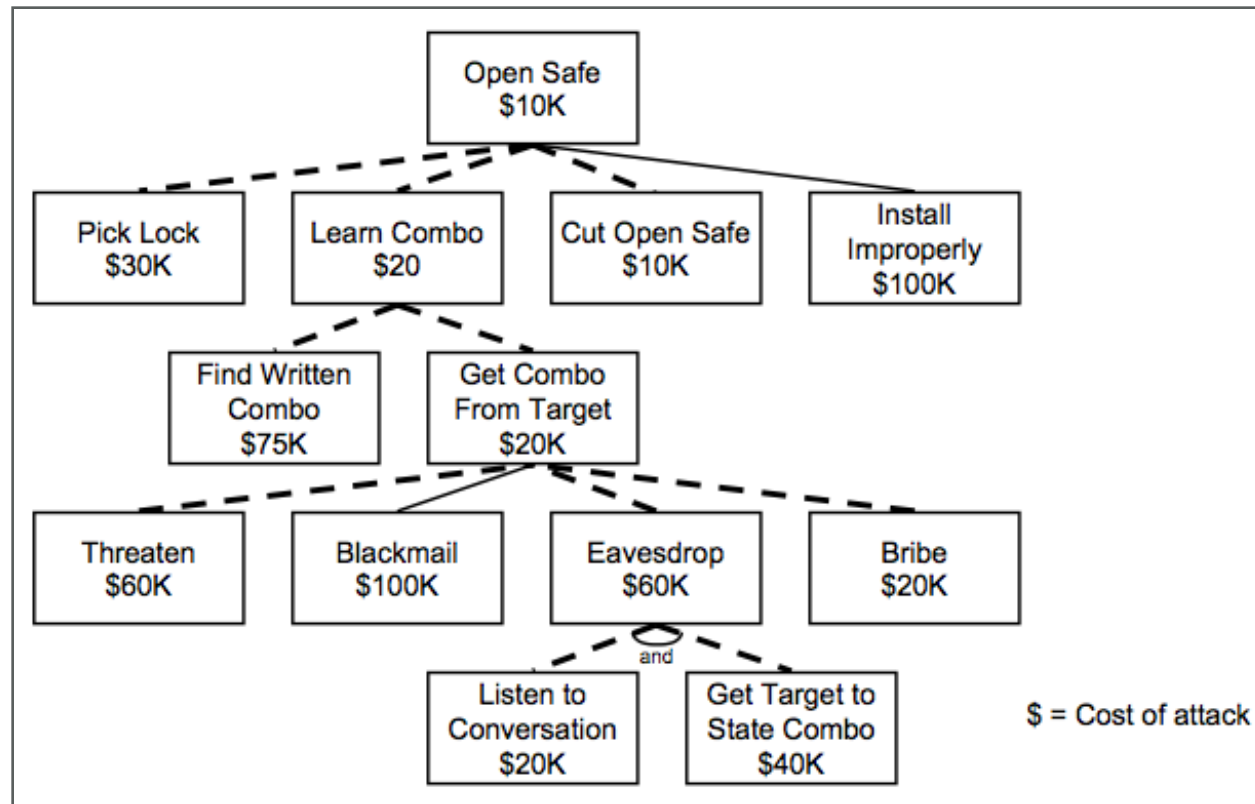 Open Safe
$10K
Pick Lock
$30K
Learn Combo
$20
Cut Open Safe
$10K
Install
Improperly
$100K
Find Written
Combo
$75K
Get Combo
From Target
$20K
Threaten
$60K
Blackmail
$100K
Eavesdrop
$60K
Bribe
$20K
and
Listen to
Conversation
$20K
Get Target to
State Combo
$40K
$ = Cost of attack